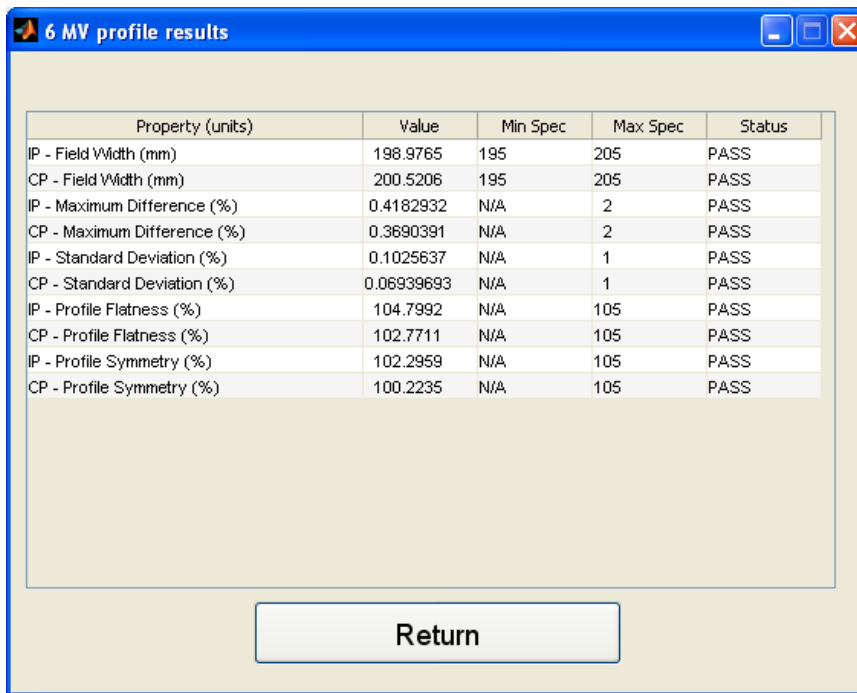 6 MV profile results
Property (units) Value Min Spec Max Spec Status
IP - Field Width (mm) 198.9765 195 205 PASS
CP - Field Width (mm) 200.5206 195 205 PASS
IP - Maximum Difference (%) 0.4182932 N/A 2 PASS
CP - Maximum Difference (%) 0.3690391 N/A 2 PASS
IP - Standard Deviation (%) 0.1025637 N/A 1 PASS
CP - Standard Deviation (%) 0.06939693 N/A 1 PASS
IP - Profile Flatness (%) 104.7992 N/A 105 PASS
CP - Profile Flatness (%) 102.7711 N/A 105 PASS
IP - Profile Symmetry (%) 102.2959 N/A 105 PASS
CP - Profile Symmetry (%) 100.2235 N/A 105 PASS
Return